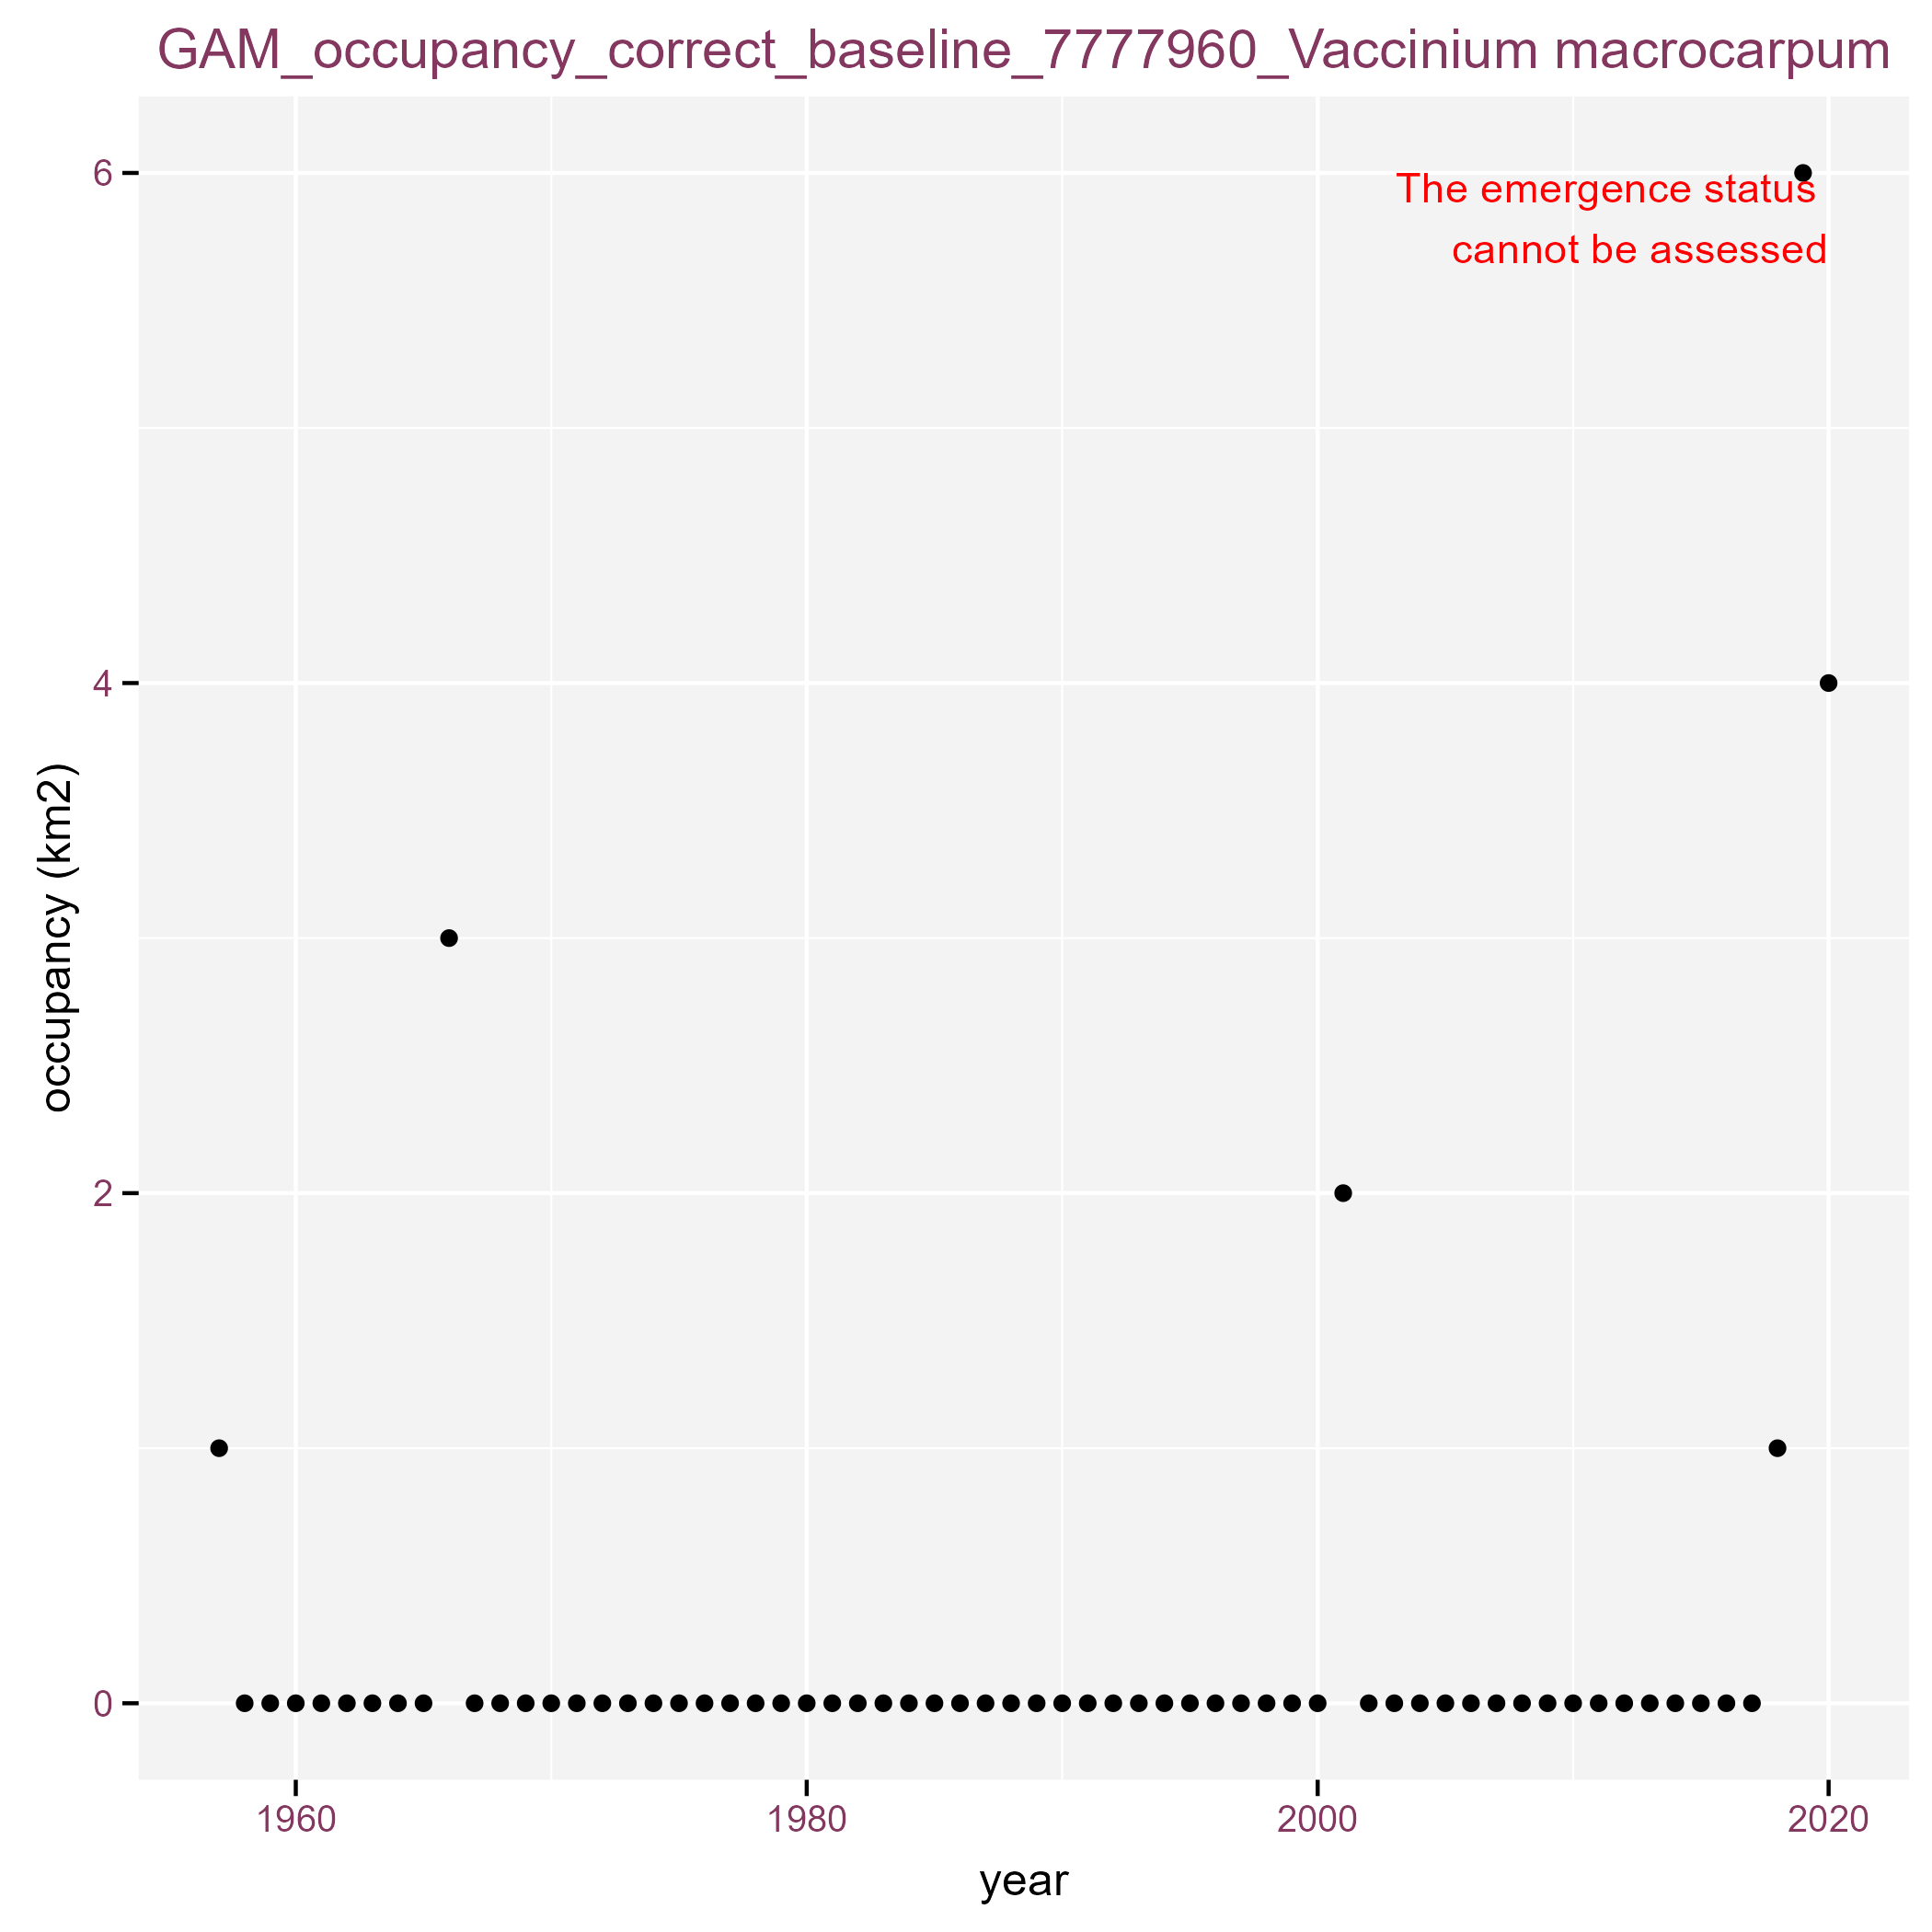 GAM_occupancy_correct_baseline_7777960_Vaccinium macrocarpum
6
The emergence status
cannot be assessed
4
occupancy (km2)
2
0
1960 1980 2000 2020
year